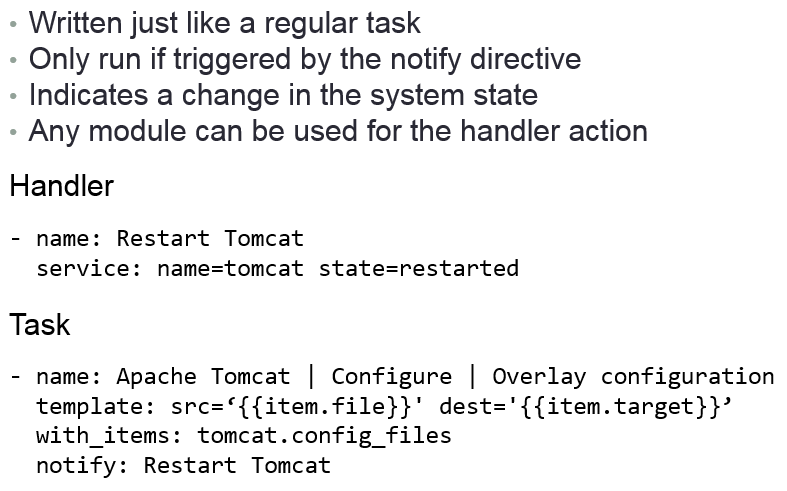 • Written just like a regular task
• Only run if triggered by the notify directive
• Indicates a change in the system state
• Any module can be used for the handler action
Handler
- name: Restart Tomcat
  service: name=tomcat state=restarted
Task
- name: Apache Tomcat | Configure | Overlay configuration
  template: src=‘{{item.file}}' dest='{{item.target}}’
  with_items: tomcat.config_files
  notify: Restart Tomcat